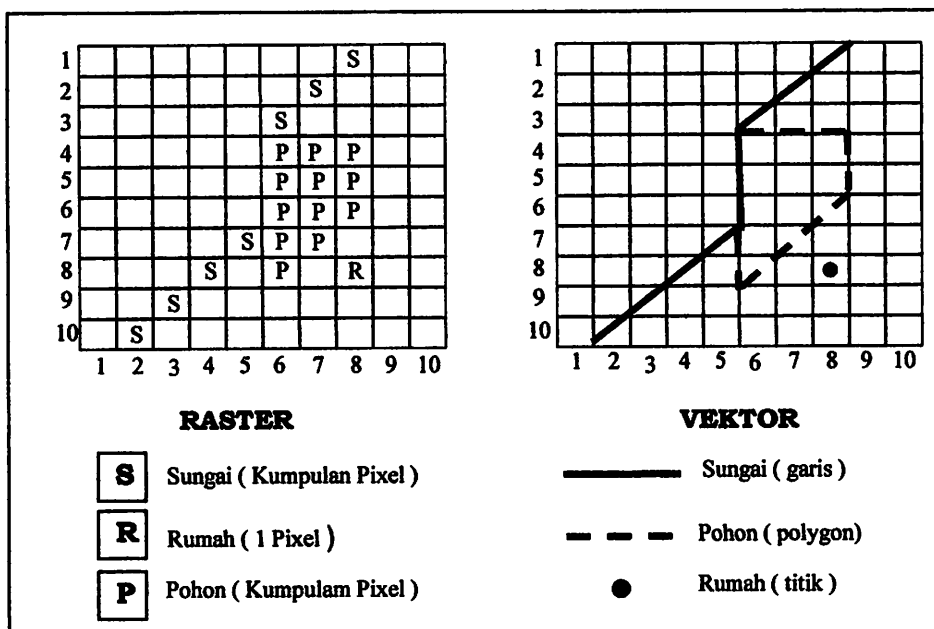 1 S 1
2 S 2
3 S 3
4 P P P 4
5 P P P 5
6 P P P 6
7 S P P 7
8 S P R 8
9 S 9
10 S 10
1 2 3 4 5 6 7 8 9 10 1 2 3 4 5 6 7 8 9 10
RASTER
S Sungai ( Kumpulan Pixel )
R Rumah ( 1 Pixel )
P Pohon ( Kumpulam Pixel )
VEKTOR
Sungai ( garis )
Pohon ( polygon)
Rumah ( titik )